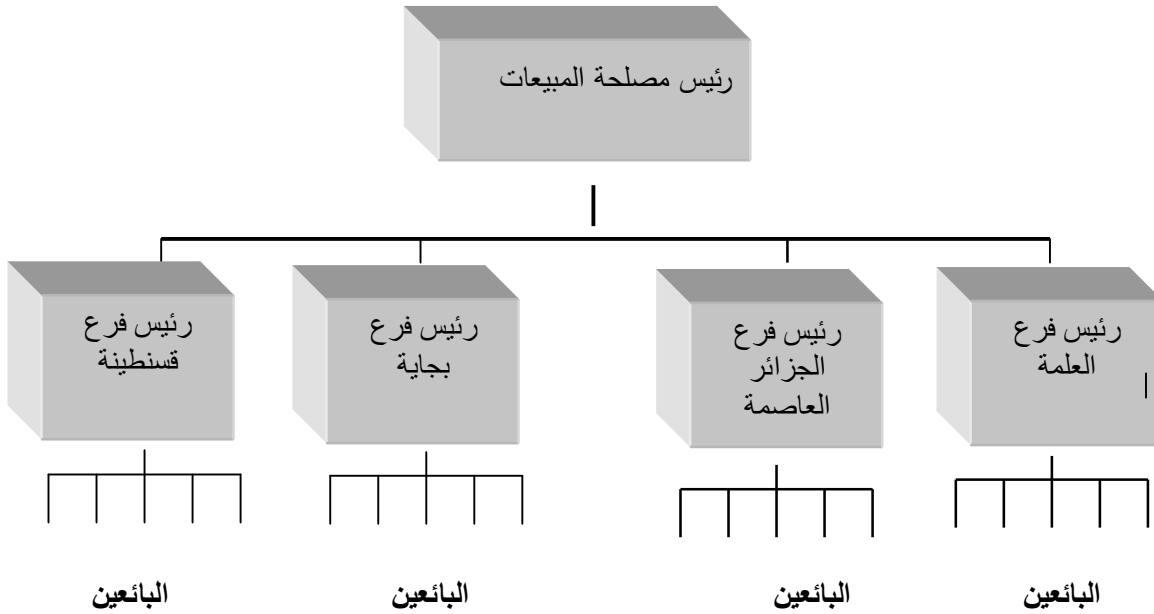 رئيس مصلحة المبيعات
رئيس فرع
العلمة
رئيس فرع
الجزائر
العاصمة
رئيس فرع
بجاية
رئيس فرع
قسنطينة
البائعين
البائعين
البائعين
البائعين